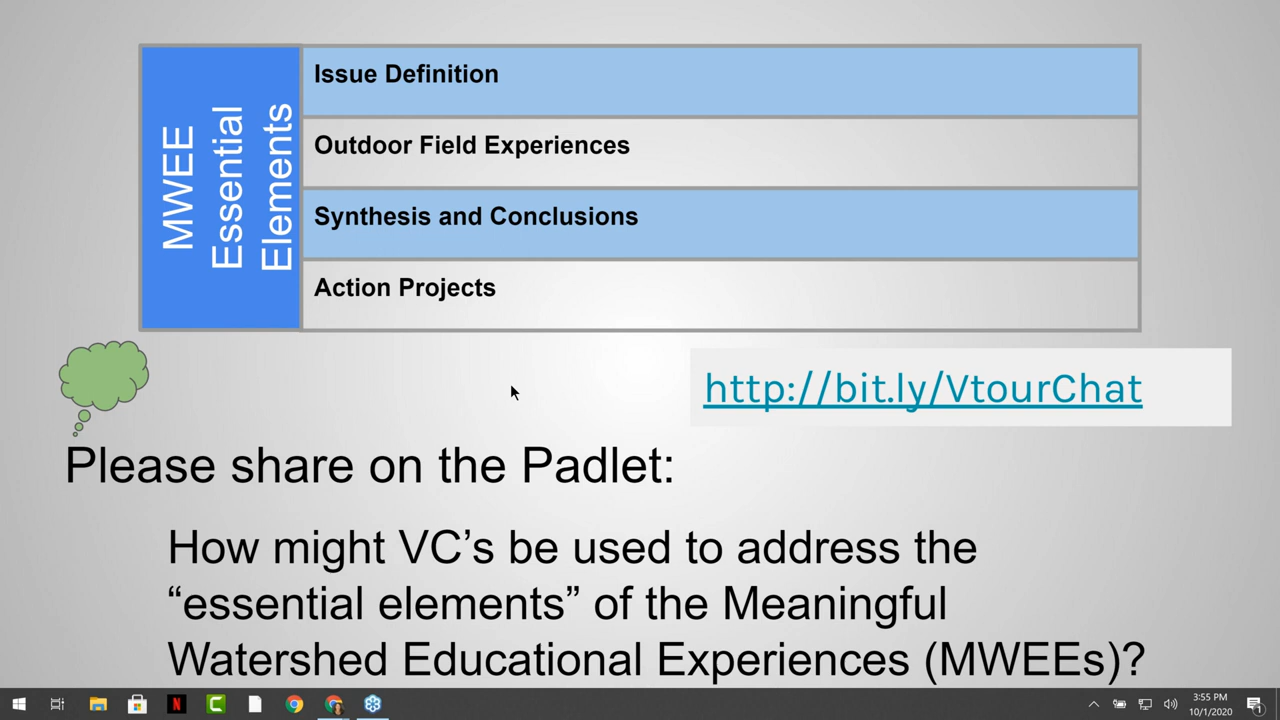 MWEE
Essential
Elements
Issue Definition
Outdoor Field Experiences
Synthesis and Conclusions
Action Projects
http://bit.ly/VtourChat
Please share on the Padlet:
How might VC’s be used to address the
“essential elements” of the Meaningful
Watershed Educational Experiences (MWEEs)?
3:55 PM
10/1/2020